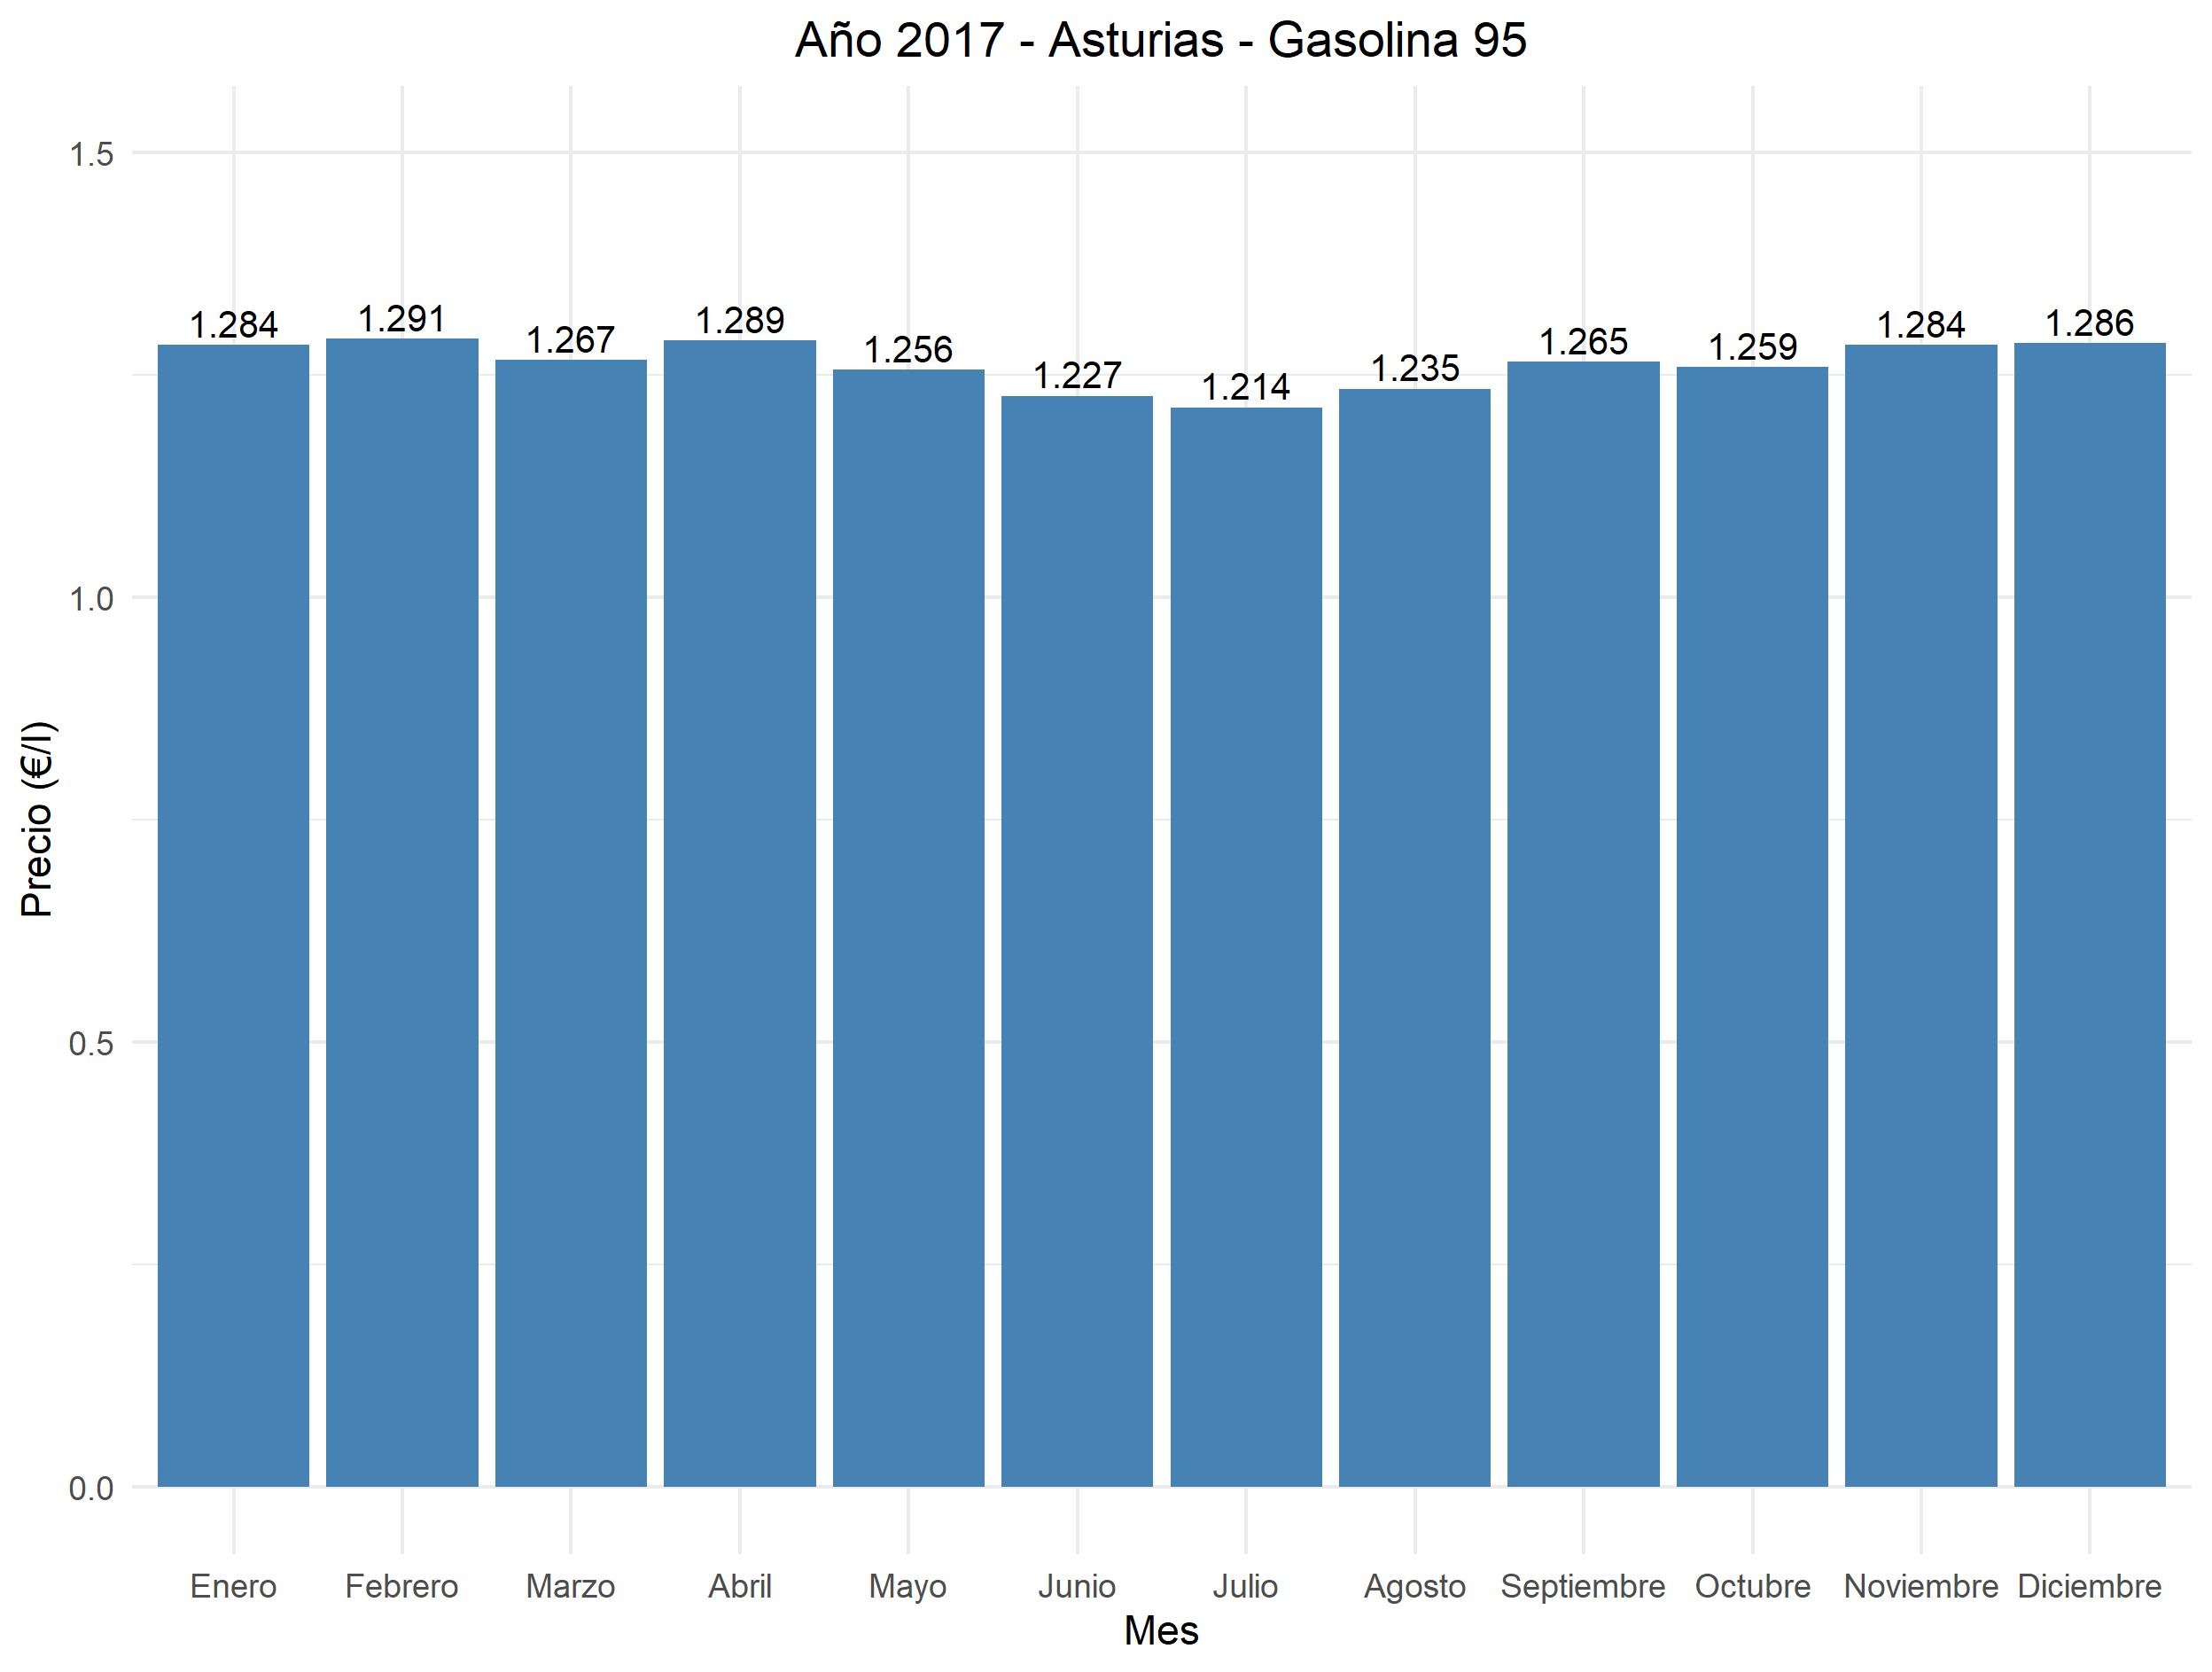 Año 2017 - Asturias - Gasolina 95
Precio (€/l)
1.5
1.0
0.5
0.0
1.284
1.291
1.267
1.289
1.256
1.227
1.214
1.235
1.265
1.259
1.284
1.286
Enero
Febrero
Marzo
Abril
Mayo
Junio
Julio
Agosto
Septiembre
Octubre
Noviembre
Diciembre
Mes